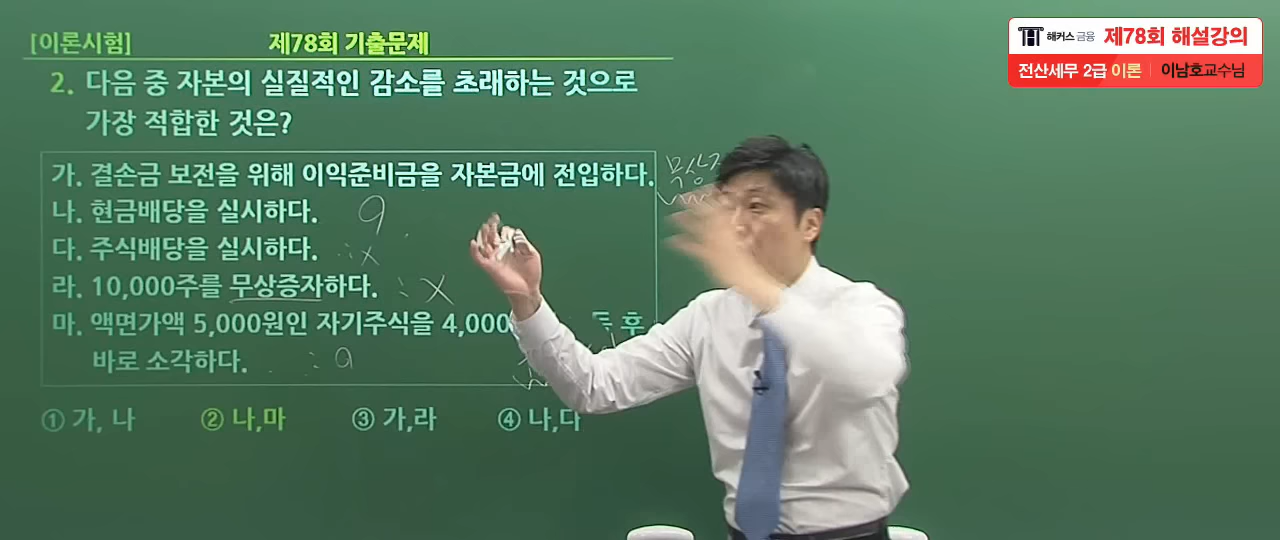 [이론시험] 제78회 기출문제
해커스 금융 제78회 해설강의
전산세무 2급 이론 | 이남호교수님
2. 다음 중 자본의 실질적인 감소를 초래하는 것으로
가장 적합한 것은?
가. 결손금 보전을 위해 이익준비금을 자본금에 전입하다. 무상
나. 현금배당을 실시하다.
다. 주식배당을 실시하다. : x
라. 10,000주를 무상증자하다. : x
마. 액면가액 5,000원인 자기주식을 4,000 후
바로 소각하다.
① 가, 나 ② 나,마 ③ 가,라 ④ 나,다